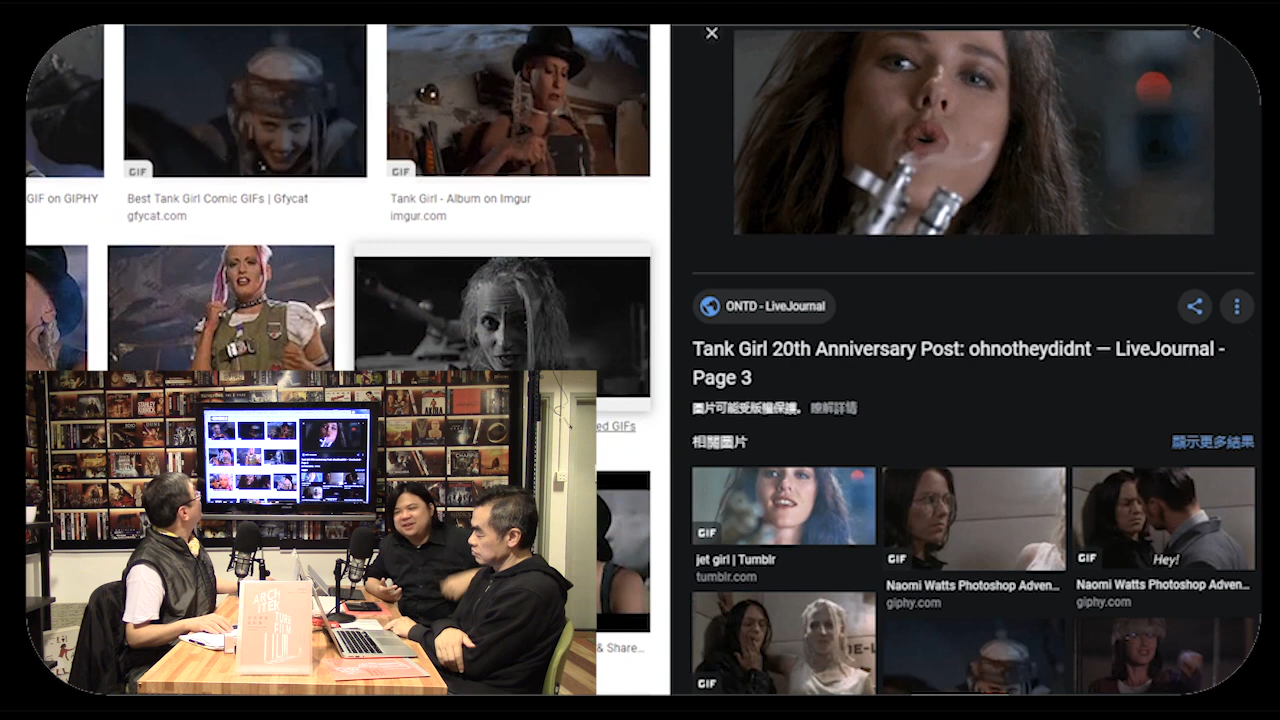 GIF
GIF
GIF on GIPHY
Best Tank Girl Comic GIFs | Gfycat
gfycat.com
Tank Girl - Album on Imgur
imgur.com
ed GIFs
& Share...
ONTD - LiveJournal
Tank Girl 20th Anniversary Post: ohnotheydidnt — LiveJournal -
Page 3
圖片可能受版權保護。 瞭解詳情
相關圖片
顯示更多結果
GIF
jet girl | Tumblr
tumblr.com
GIF
Naomi Watts Photoshop Adven...
giphy.com
GIF
Hey!
Naomi Watts Photoshop Adven...
giphy.com
GIF
ARCH
ITEK
TURE
FILM